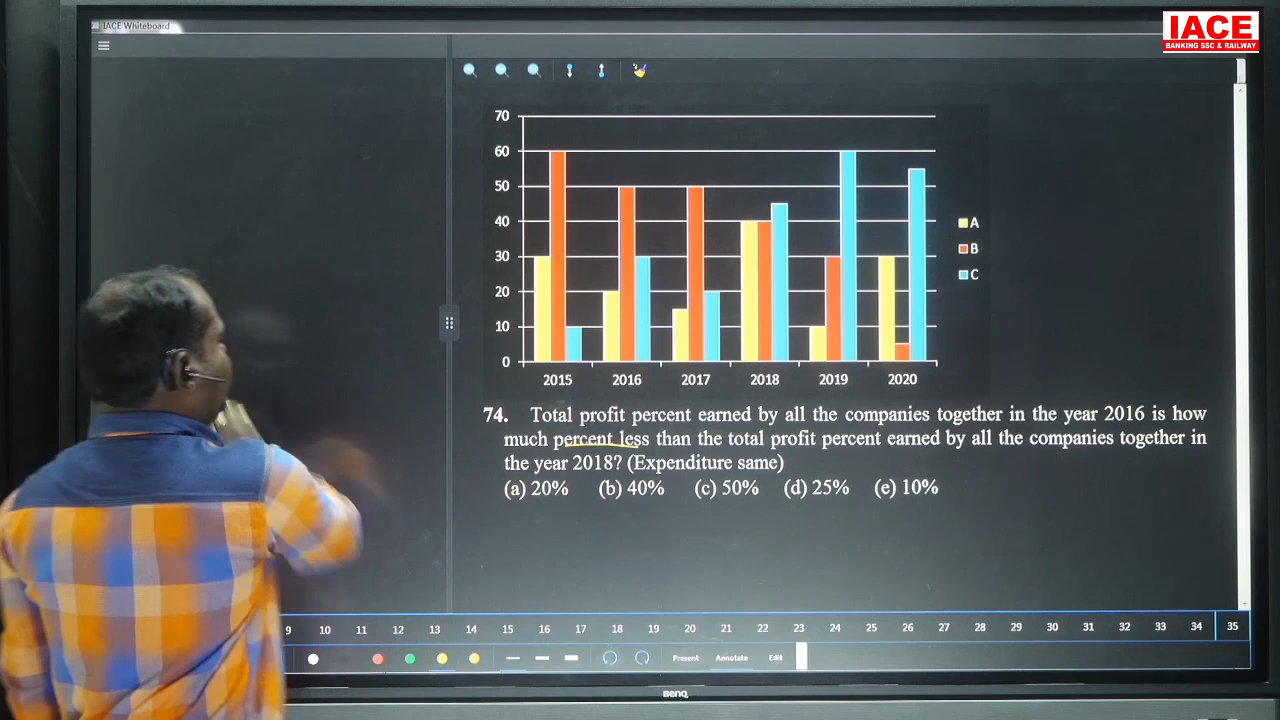 IACE Whiteboard
IACE
BANKING SSC & RAILWAY
70
60
50
40
30
20
10
0
2015 2016 2017 2018 2019 2020
A
B
C
74. Total profit percent earned by all the companies together in the year 2016 is how
much percent less than the total profit percent earned by all the companies together in
the year 2018? (Expenditure same)
(a) 20% (b) 40% (c) 50% (d) 25% (e) 10%
9 10 11 12 13 14 15 16 17 18 19 20 21 22 23 24 25 26 27 28 29 30 31 32 33 34 35
Present Annotate Edit
BenQ